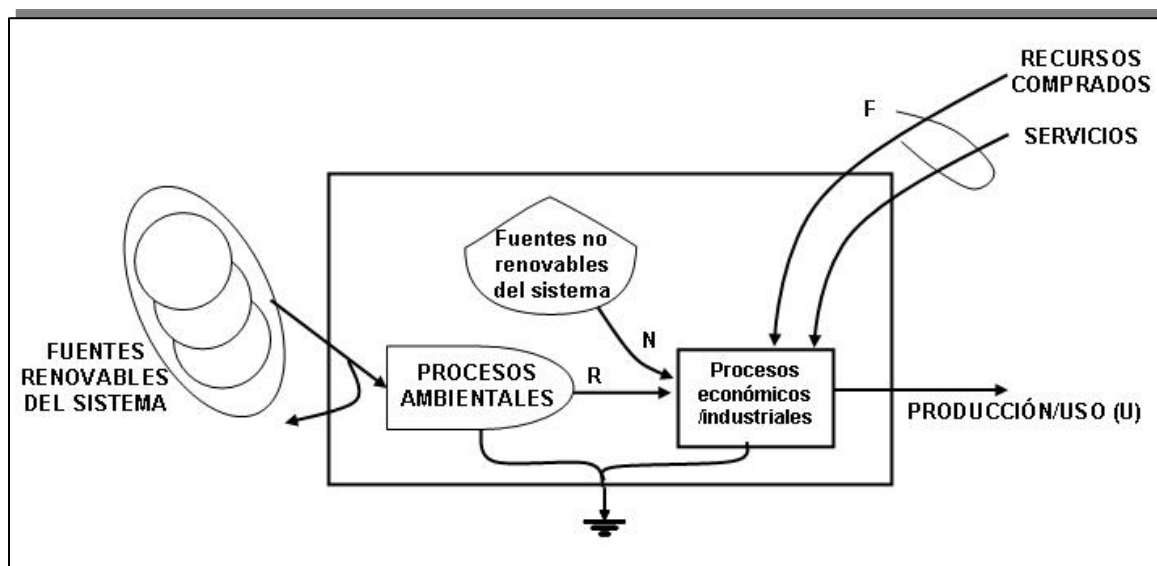 RECURSOS
COMPRADOS
F
SERVICIOS
Fuentes no
renovables
del sistema
FUENTES
RENOVABLES
DEL SISTEMA
N
PROCESOS
AMBIENTALES
R
Procesos
económicos
/industriales
PRODUCCIÓN/USO (U)